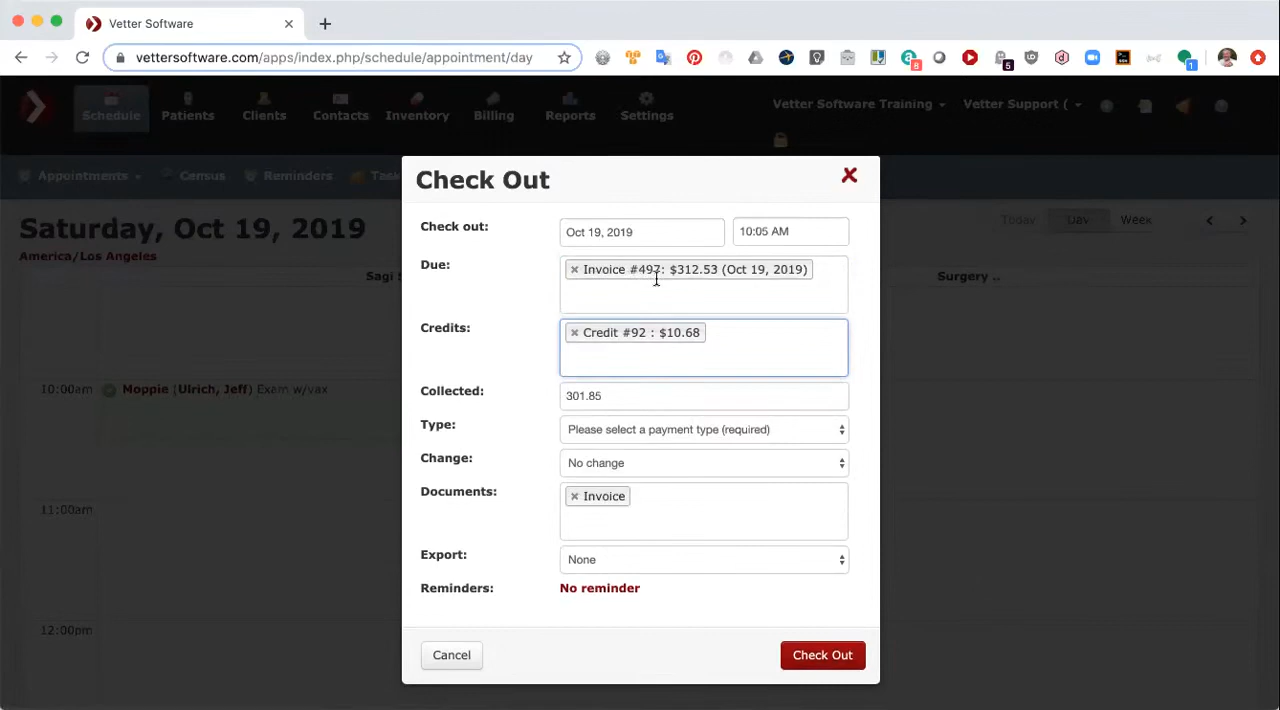 Vetter Software
vettersoftware.com/apps/index.php/schedule/appointment/day
8
5
1
Schedule Patients Clients Contacts Inventory Billing Reports Settings
Vetter Software Training Vetter Support (
Appointments Census Reminders Task
Saturday, Oct 19, 2019
America/Los Angeles
Today Day Week
Sagi S
Surgery ..
10:00am Moppie (Ulrich, Jeff) Exam w/vax
11:00am
12:00pm
Check Out
Check out: Oct 19, 2019 10:05 AM
Due: Invoice #497: $312.53 (Oct 19, 2019)
Credits: Credit #92 : $10.68
Collected: 301.85
Type: Please select a payment type (required)
Change: No change
Documents: Invoice
Export: None
Reminders: No reminder
Cancel Check Out